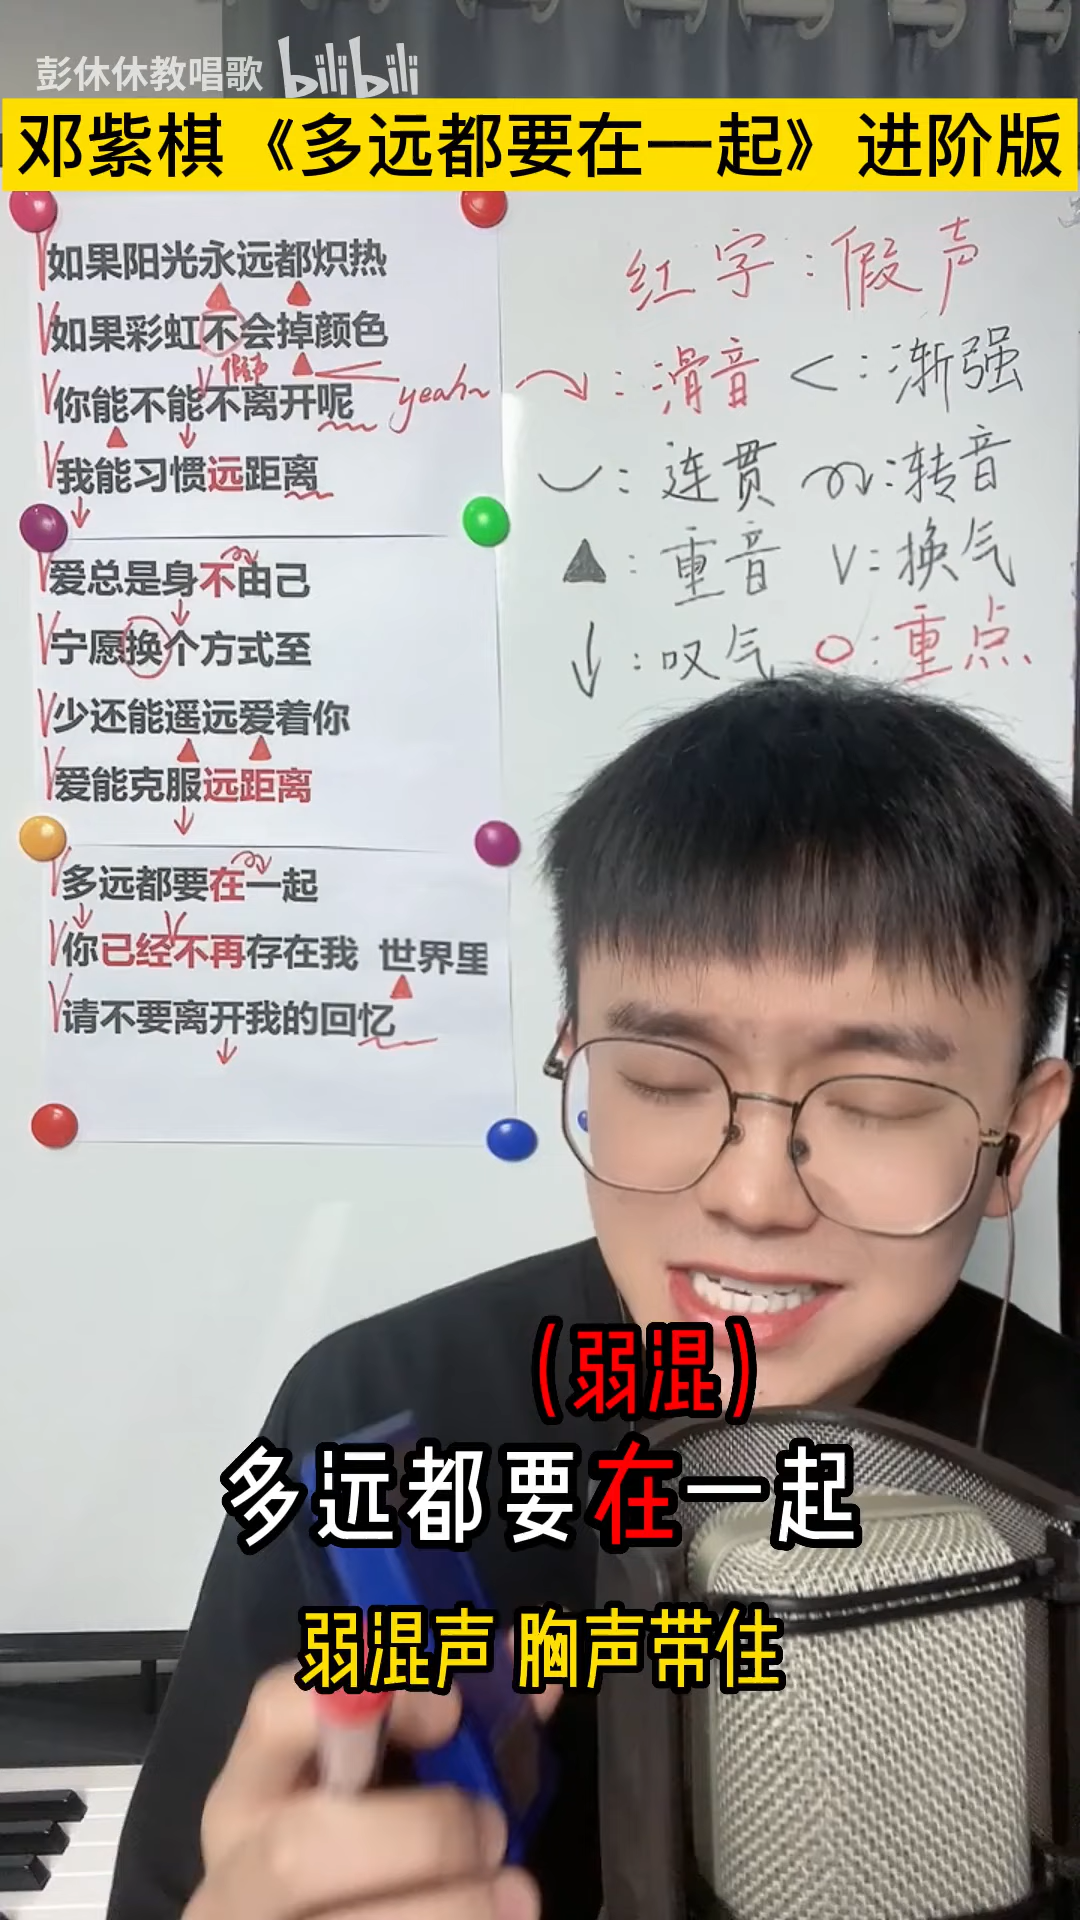 彭休休教唱歌 bilibili
邓紫棋《多远都要在一起》进阶版
如果阳光永远都炽热
如果彩虹不会掉颜色
假声
你能不能不离开呢
yeah~
我能习惯远距离
爱总是身不由己
宁愿换个方式至
少还能遥远爱着你
爱能克服远距离
多远都要在一起
你已经不再存在我 世界里
请不要离开我的回忆
红字：假声
：滑音 <：渐强
：连贯 ：转音
▲：重音 V：换气
↓：叹气 O：重点
（弱混）
多远都要在一起
弱混声 胸声带住